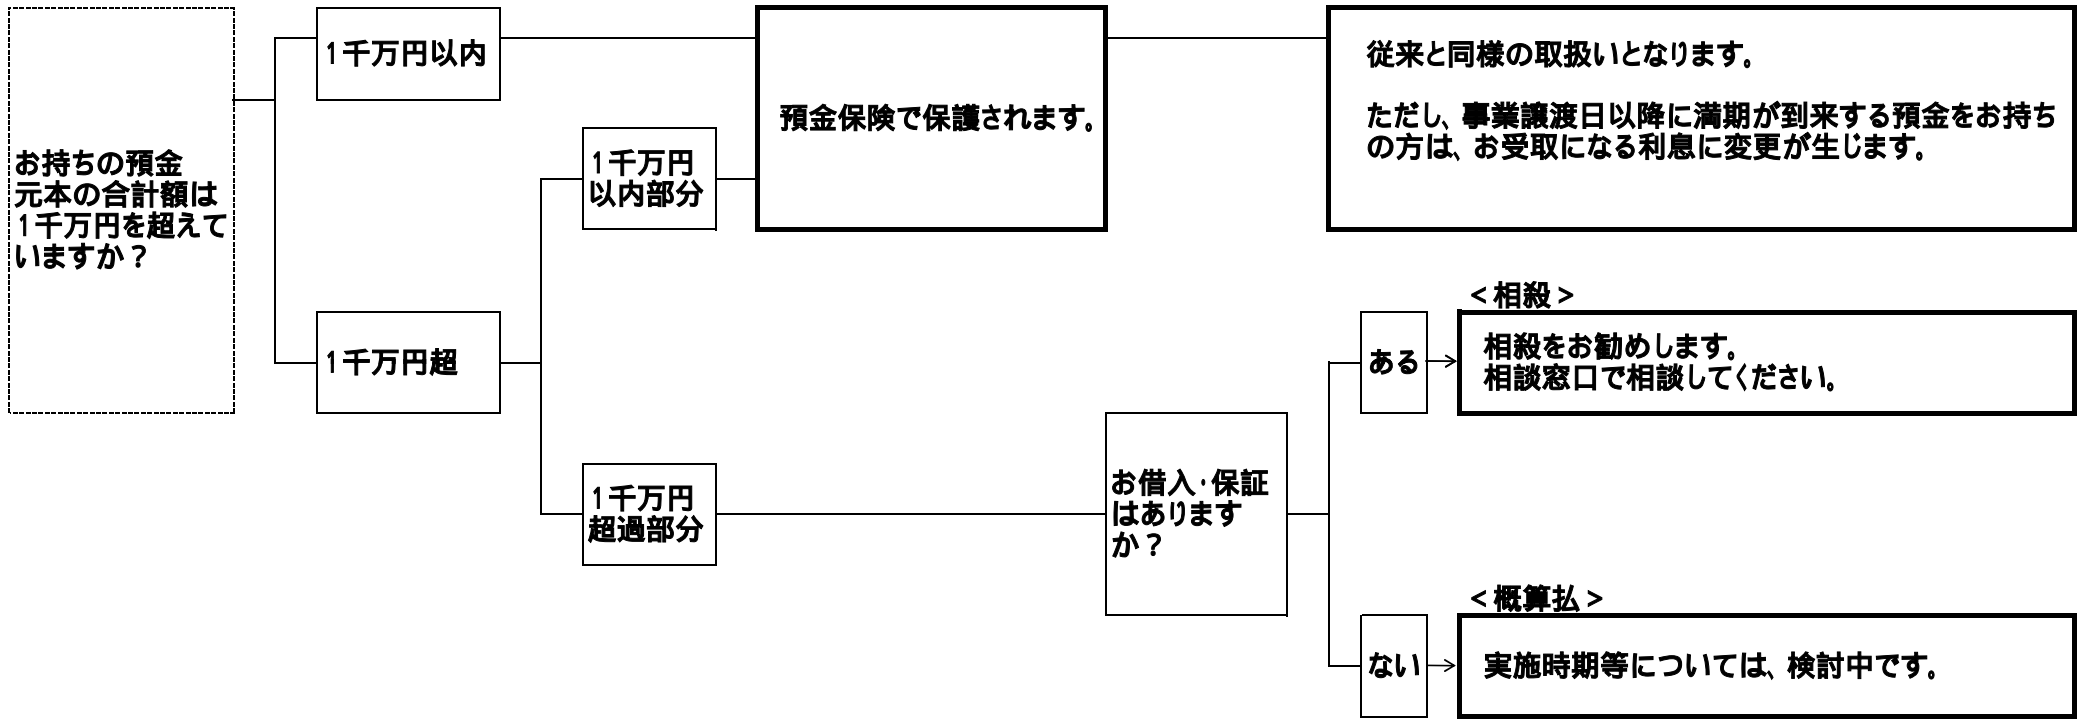 お持ちの預金
元本の合計額は
１千万円を超えて
いますか？
１千万円以内
１千万円超
１千万円
以内部分
１千万円
超過部分
預金保険で保護されます。
従来と同様の取扱いとなります。
ただし、事業譲渡日以降に満期が到来する預金をお持ち
の方は、お受取になる利息に変更が生じます。
お借入・保証
はあります
か？
ある
＜相殺＞
相殺をお勧めします。
相談窓口で相談してください。
ない
＜概算払＞
実施時期等については、検討中です。